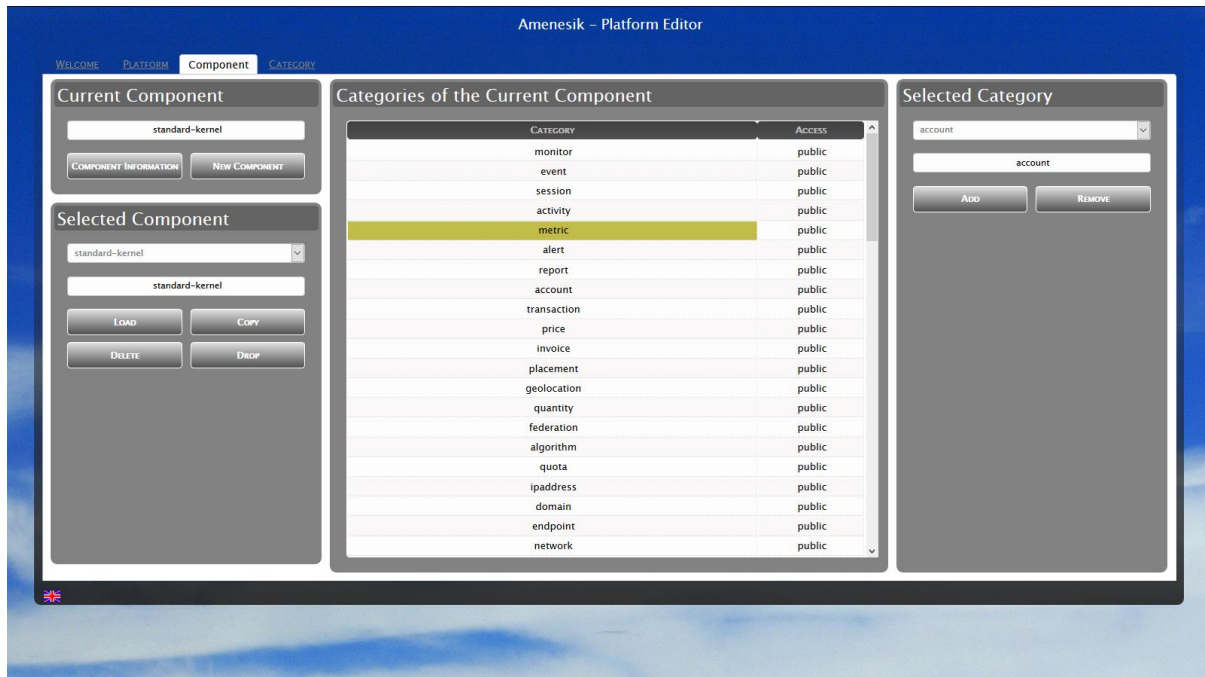 Amenesik – Platform Editor
Welcome Platform Component Category
Current Component
standard-kernel
Component Information New Component
Selected Component
standard-kernel
standard-kernel
Load Copy
Delete Drop
Categories of the Current Component
Category Access
monitor public
event public
session public
activity public
metric public
alert public
report public
account public
transaction public
price public
invoice public
placement public
geolocation public
quantity public
federation public
algorithm public
quota public
ipaddress public
domain public
endpoint public
network public
Selected Category
account
account
Add Remove